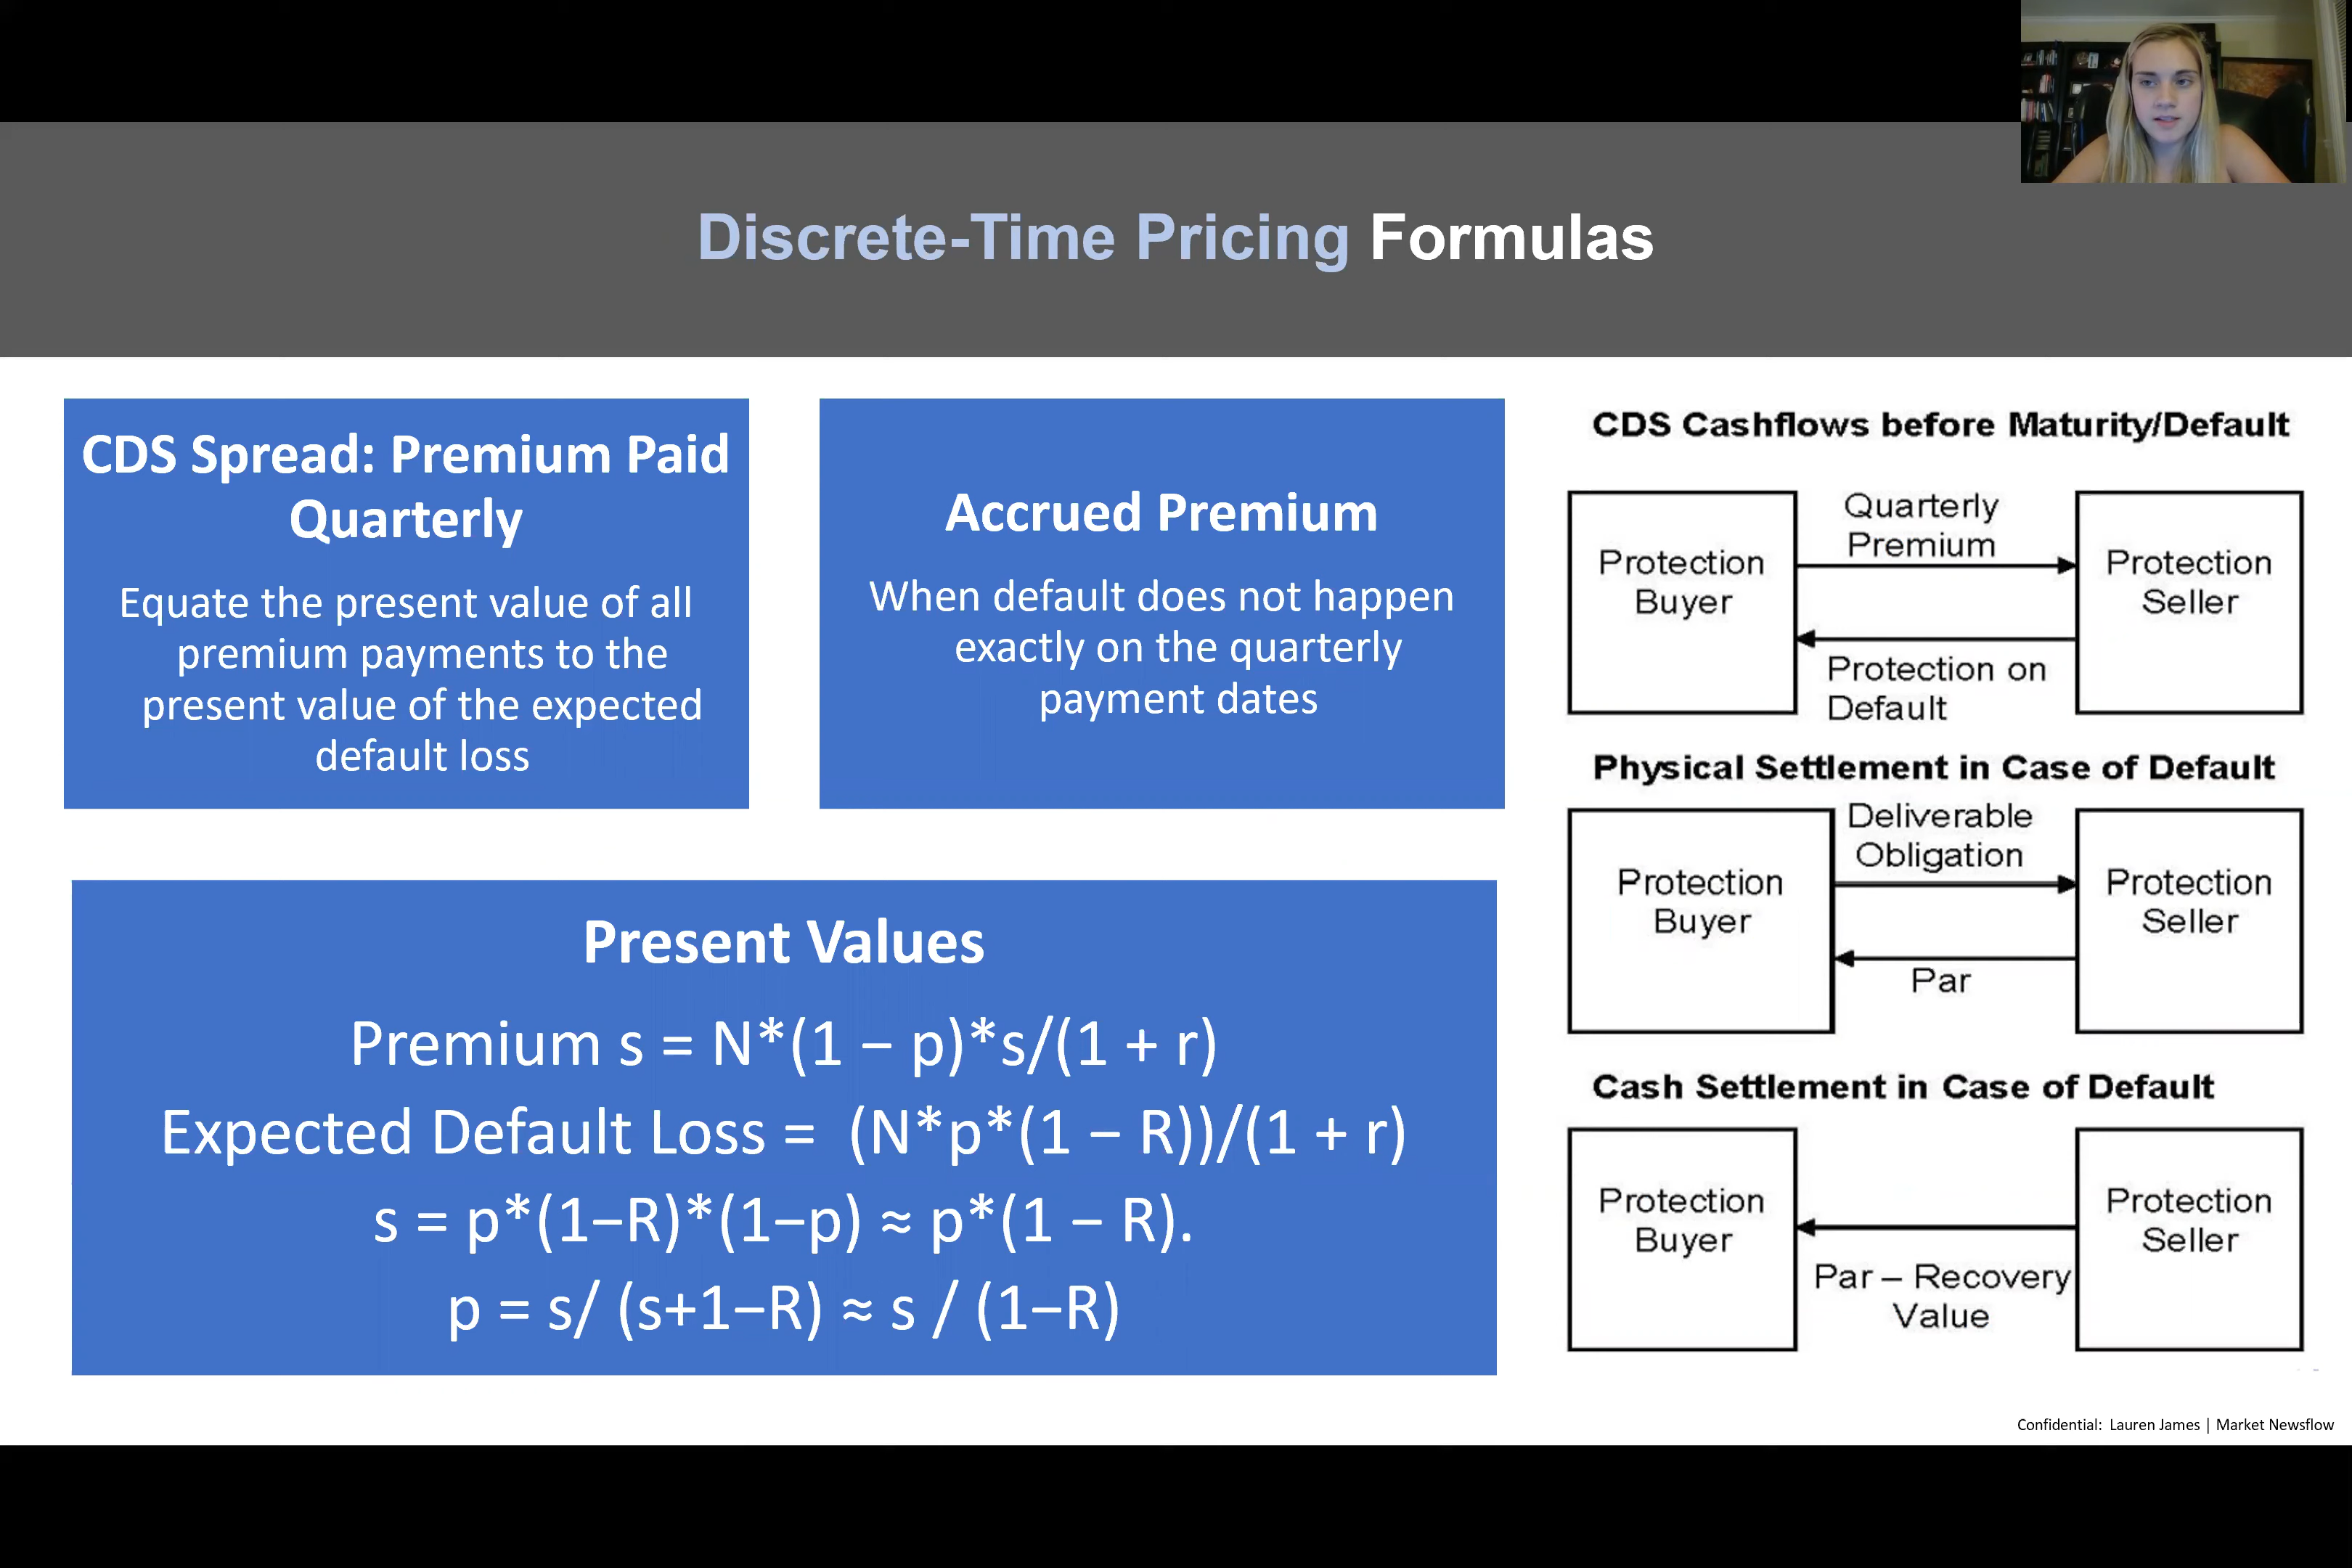 Discrete-Time Pricing Formulas
CDS Spread: Premium Paid
Quarterly
Equate the present value of all
premium payments to the
present value of the expected
default loss
Accrued Premium
When default does not happen
exactly on the quarterly
payment dates
Present Values
Premium s = N*(1 – p)*s/(1 + r)
Expected Default Loss = (N*p*(1 – R))/(1 + r)
s = p*(1–R)*(1–p) ≈ p*(1 – R).
p = s/ (s+1–R) ≈ s / (1–R)
CDS Cashflows before Maturity/Default
Protection
Buyer
Quarterly
Premium
Protection on
Default
Protection
Seller
Physical Settlement in Case of Default
Protection
Buyer
Deliverable
Obligation
Par
Protection
Seller
Cash Settlement in Case of Default
Protection
Buyer
Par – Recovery
Value
Protection
Seller
Confidential: Lauren James | Market Newsflow